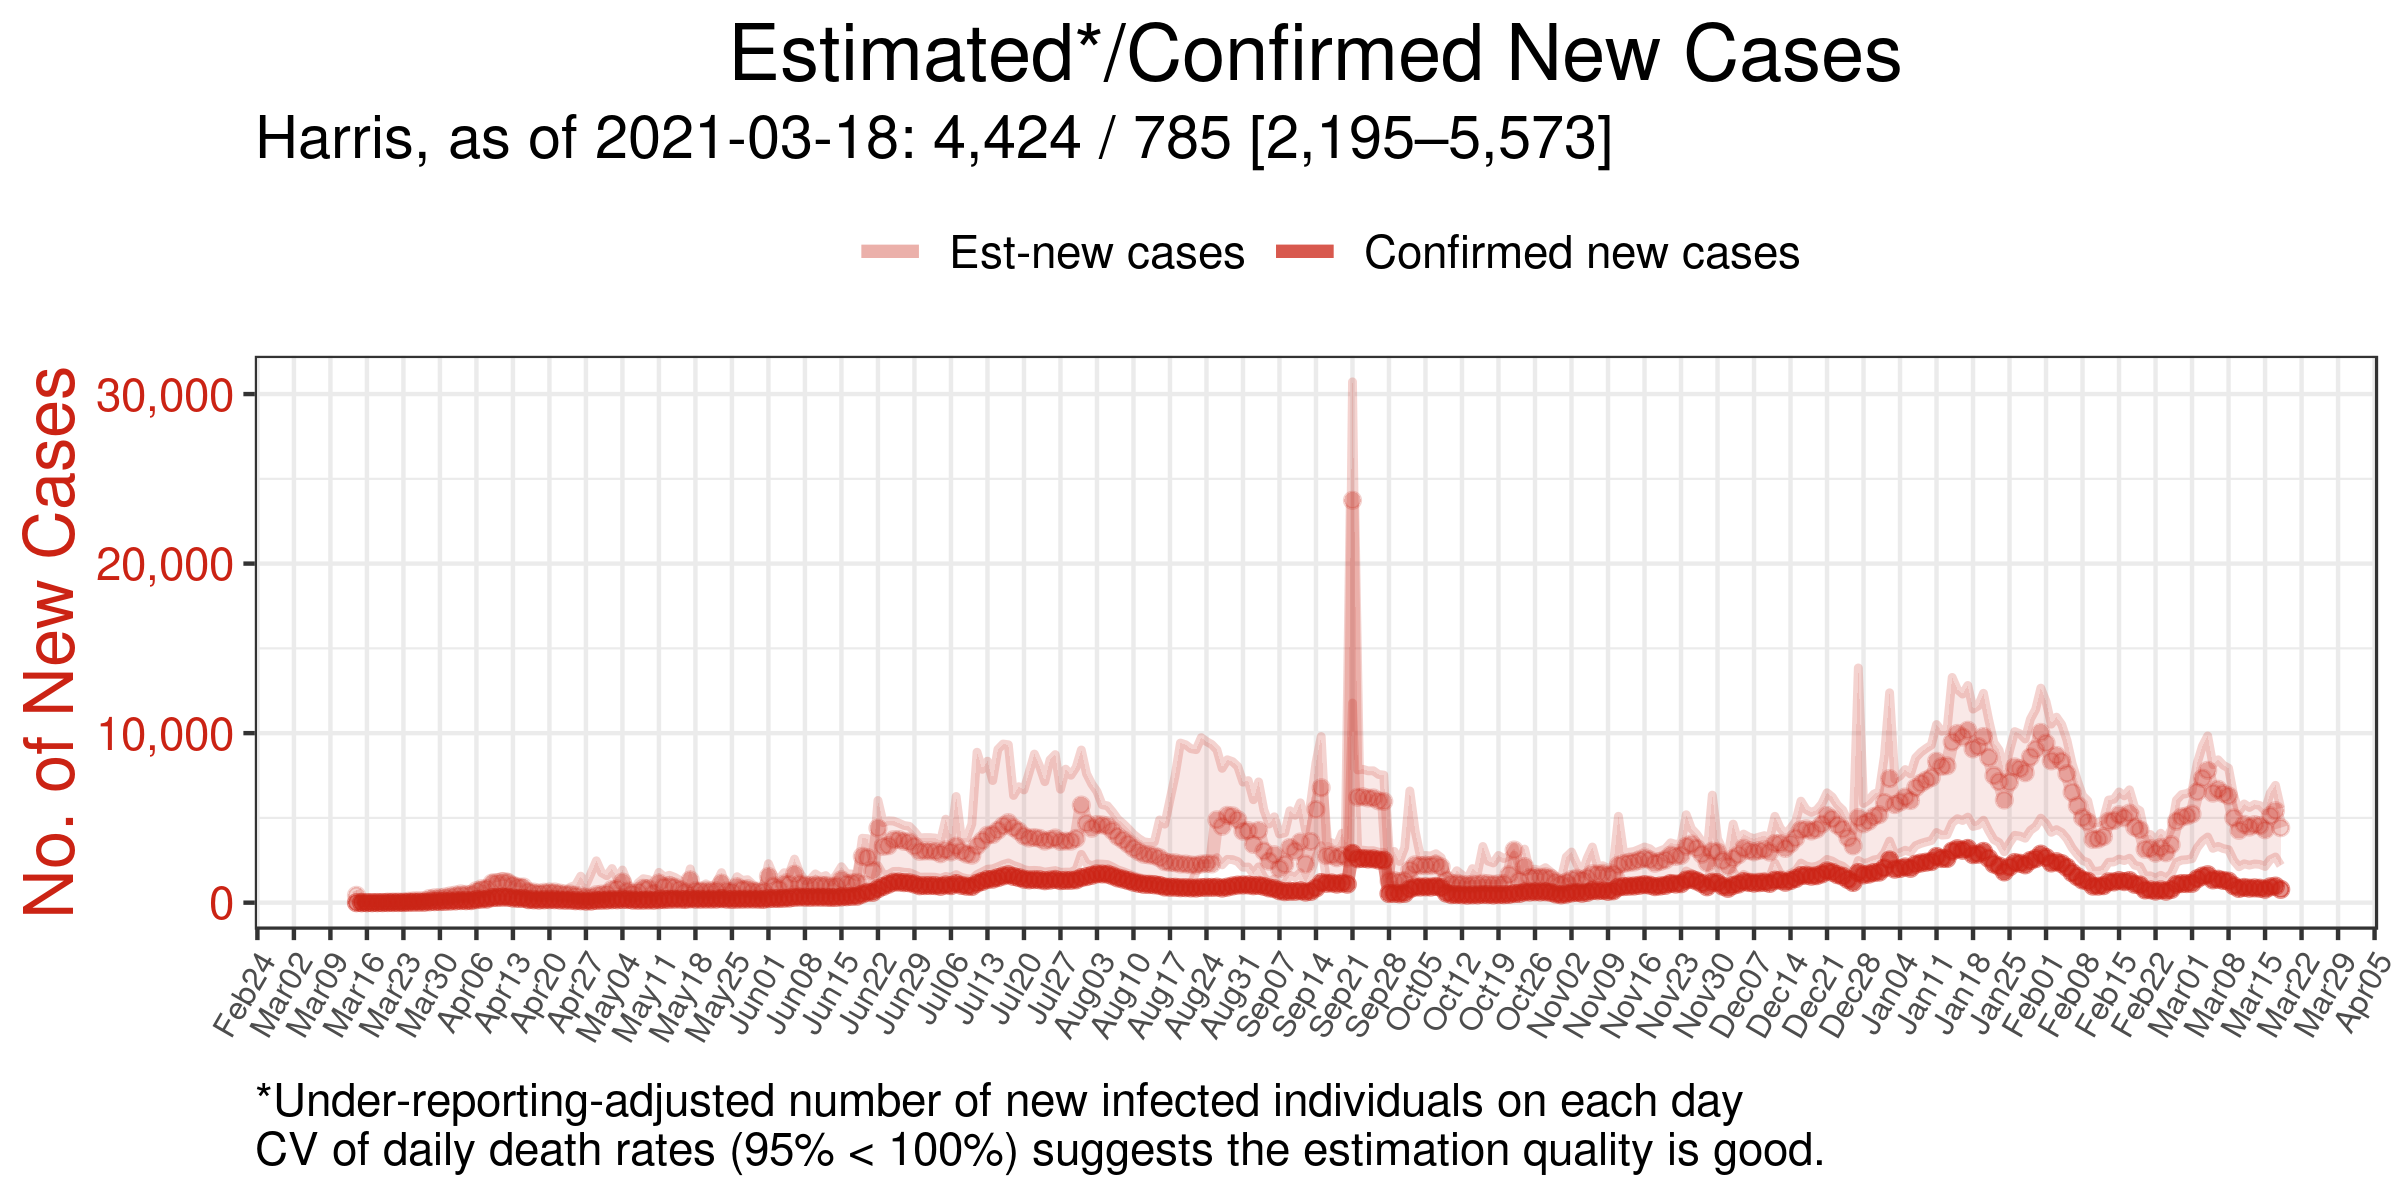 Estimated*/Confirmed New Cases
Harris, as of 2021-03-18: 4,424 / 785 [2,195–5,573]
Est-new cases Confirmed new cases
No. of New Cases
30,000
20,000
10,000
0
Feb24 Mar02 Mar09 Mar16 Mar23 Mar30 Apr06 Apr13 Apr20 Apr27 May04 May11 May18 May25 Jun01 Jun08 Jun15 Jun22 Jun29 Jul06 Jul13 Jul20 Jul27 Aug03 Aug10 Aug17 Aug24 Aug31 Sep07 Sep14 Sep21 Sep28 Oct05 Oct12 Oct19 Oct26 Nov02 Nov09 Nov16 Nov23 Nov30 Dec07 Dec14 Dec21 Dec28 Jan04 Jan11 Jan18 Jan25 Feb01 Feb08 Feb15 Feb22 Mar01 Mar08 Mar15 Mar22 Mar29 Apr05
*Under-reporting-adjusted number of new infected individuals on each day
CV of daily death rates (95% < 100%) suggests the estimation quality is good.